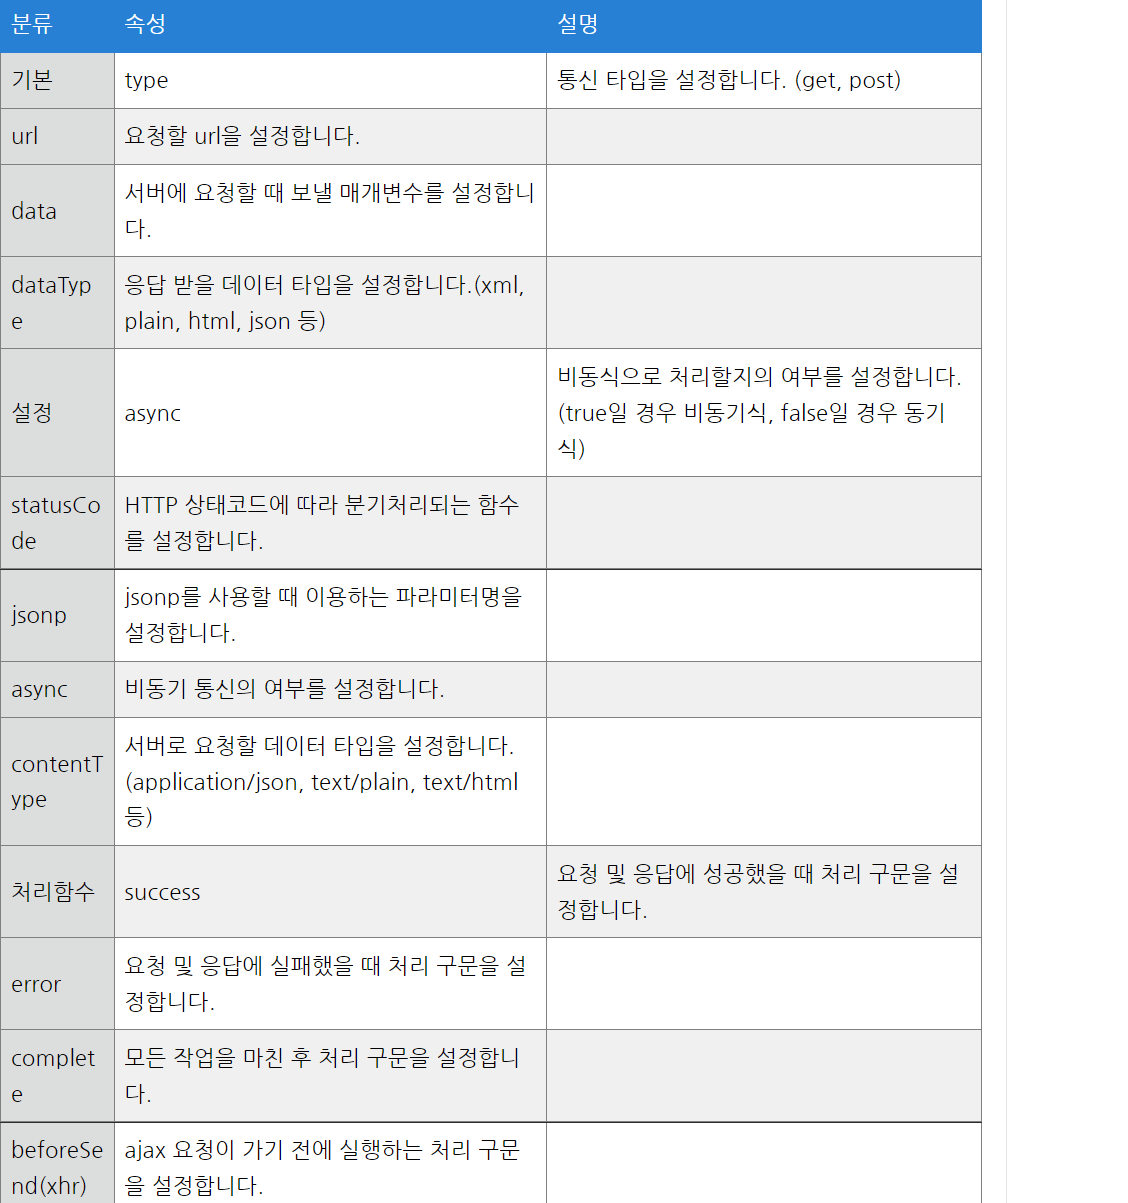 분류 속성 설명
기본 type 통신 타입을 설정합니다. (get, post)
url 요청할 url을 설정합니다.
data 서버에 요청할 때 보낼 매개변수를 설정합니
다.
dataTyp
e
응답 받을 데이터 타입을 설정합니다.(xml,
plain, html, json 등)
설정 async
비동식으로 처리할지의 여부를 설정합니다.
(true일 경우 비동기식, false일 경우 동기
식)
statusCo
de
HTTP 상태코드에 따라 분기처리되는 함수
를 설정합니다.
jsonp
jsonp를 사용할 때 이용하는 파라미터명을
설정합니다.
async 비동기 통신의 여부를 설정합니다.
contentT
ype
서버로 요청할 데이터 타입을 설정합니다.
(application/json, text/plain, text/html
등)
처리함수 success
요청 및 응답에 성공했을 때 처리 구문을 설
정합니다.
error
요청 및 응답에 실패했을 때 처리 구문을 설
정합니다.
complet
e
모든 작업을 마친 후 처리 구문을 설정합니
다.
beforeSe
nd(xhr)
ajax 요청이 가기 전에 실행하는 처리 구문
을 설정합니다.